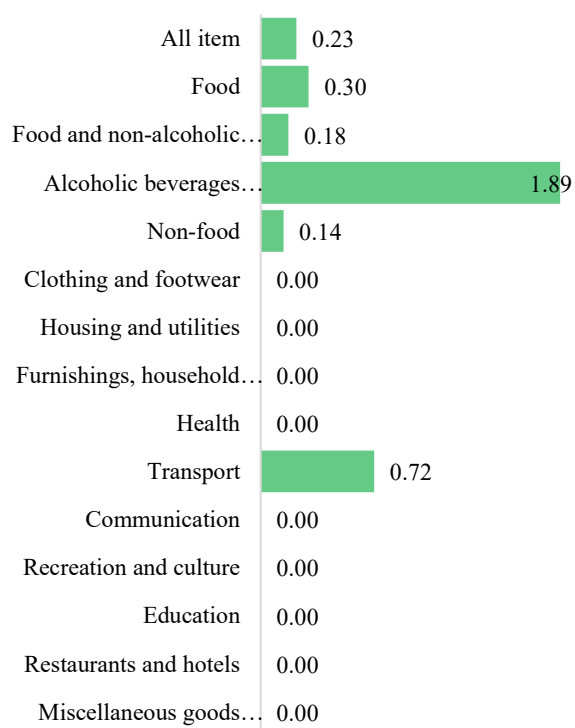 All item 0.23
Food 0.30
Food and non-alcoholic… 0.18
Alcoholic beverages… 1.89
Non-food 0.14
Clothing and footwear 0.00
Housing and utilities 0.00
Furnishings, household… 0.00
Health 0.00
Transport 0.72
Communication 0.00
Recreation and culture 0.00
Education 0.00
Restaurants and hotels 0.00
Miscellaneous goods… 0.00